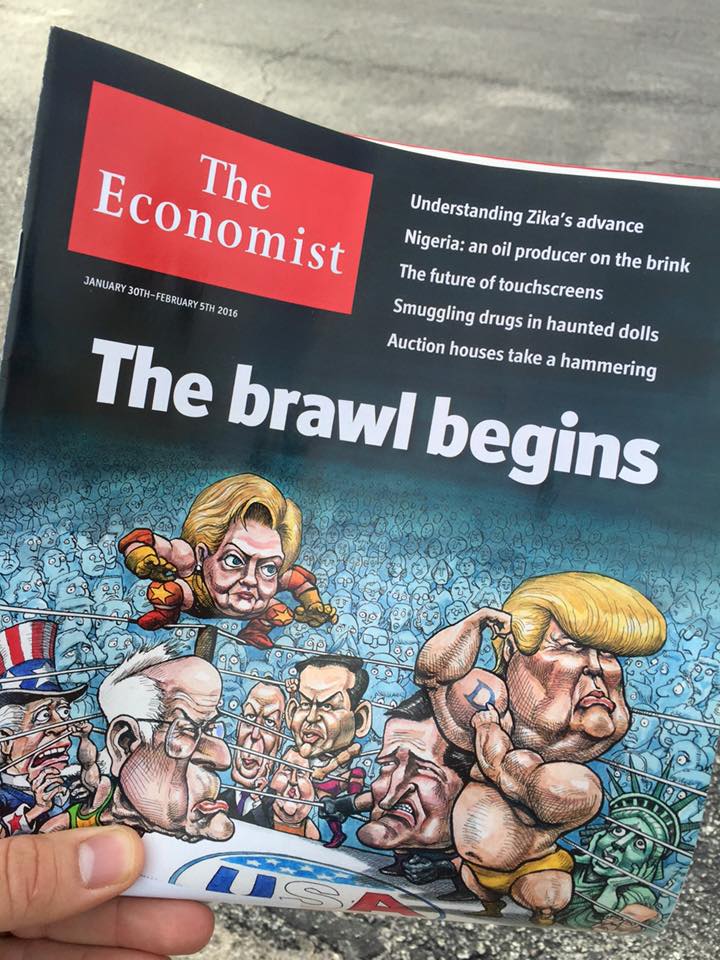 The
Economist
JANUARY 30TH–FEBRUARY 5TH 2016
Understanding Zika's advance
Nigeria: an oil producer on the brink
The future of touchscreens
Smuggling drugs in haunted dolls
Auction houses take a hammering
The brawl begins
D
USA